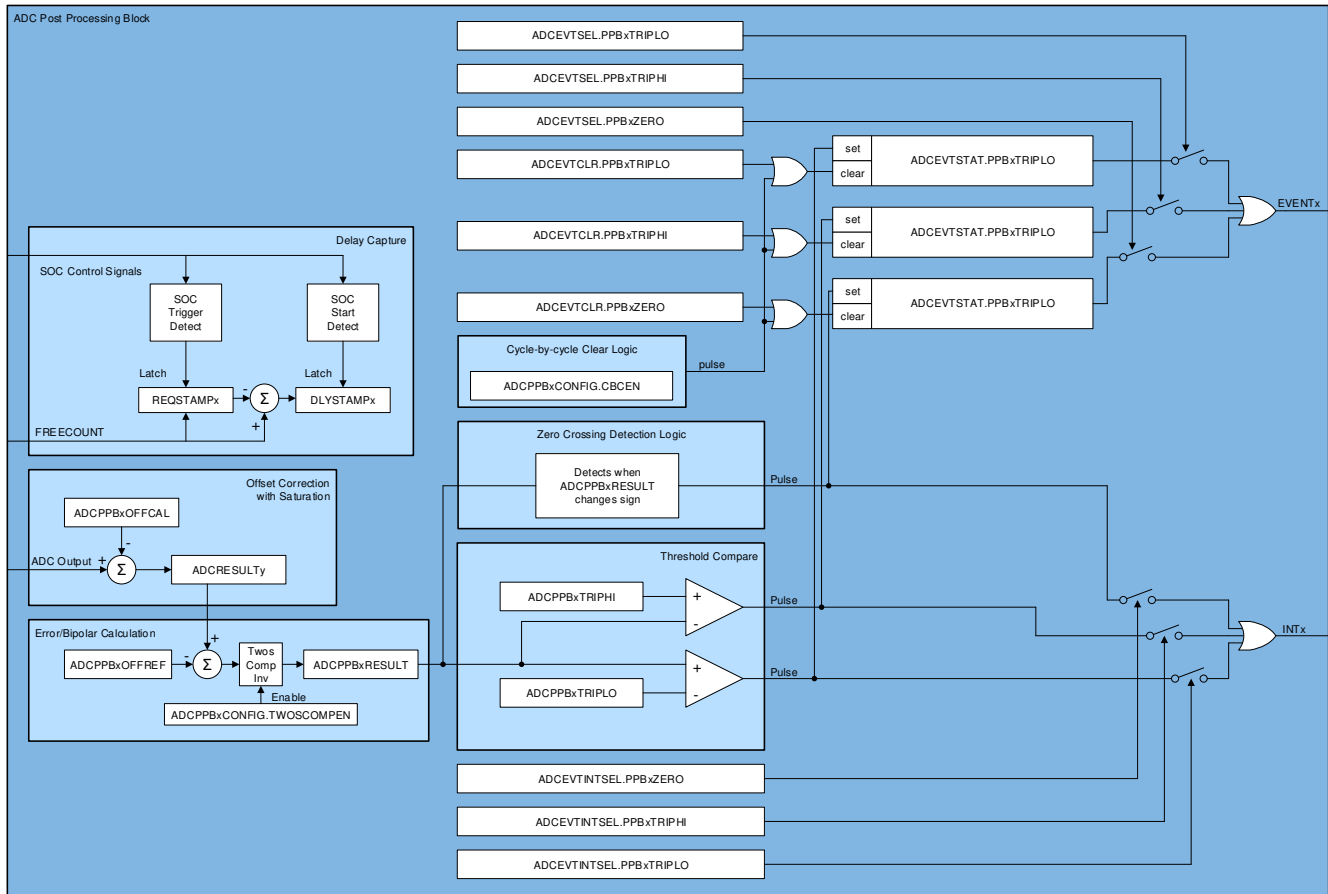 ADC Post Processing Block
ADCEVTSEL.PPBxTRIPLO
ADCEVTSEL.PPBxTRIPHI
ADCEVTSEL.PPBxZERO
ADCEVTCLR.PPBxTRIPLO
set
clear
ADCEVTSTAT.PPBxTRIPLO
EVENTx
ADCEVTCLR.PPBxTRIPHI
set
clear
ADCEVTSTAT.PPBxTRIPLO
ADCEVTCLR.PPBxZERO
set
clear
ADCEVTSTAT.PPBxTRIPLO
Delay Capture
SOC Control Signals
SOC
Trigger
Detect
SOC
Start
Detect
Latch
Latch
REQSTAMPx
-
Σ
+
DLYSTAMPx
FREECOUNT
Cycle-by-cycle Clear Logic
ADCPPBxCONFIG.CBCEN
pulse
Zero Crossing Detection Logic
Detects when
ADCPPBxRESULT
changes sign
Pulse
Offset Correction
with Saturation
ADCPPBxOFFCAL
-
ADC Output
+
Σ
ADCRESULTy
Threshold Compare
ADCPPBxTRIPHI
+
-
Pulse
ADCPPBxTRIPLO
+
-
Pulse
Error/Bipolar Calculation
+
ADCPPBxOFFREF
-
Σ
Twos
Comp
Inv
ADCPPBxRESULT
Enable
ADCPPBxCONFIG.TWOSCOMPEN
INTx
ADCEVTINTSEL.PPBxZERO
ADCEVTINTSEL.PPBxTRIPHI
ADCEVTINTSEL.PPBxTRIPLO